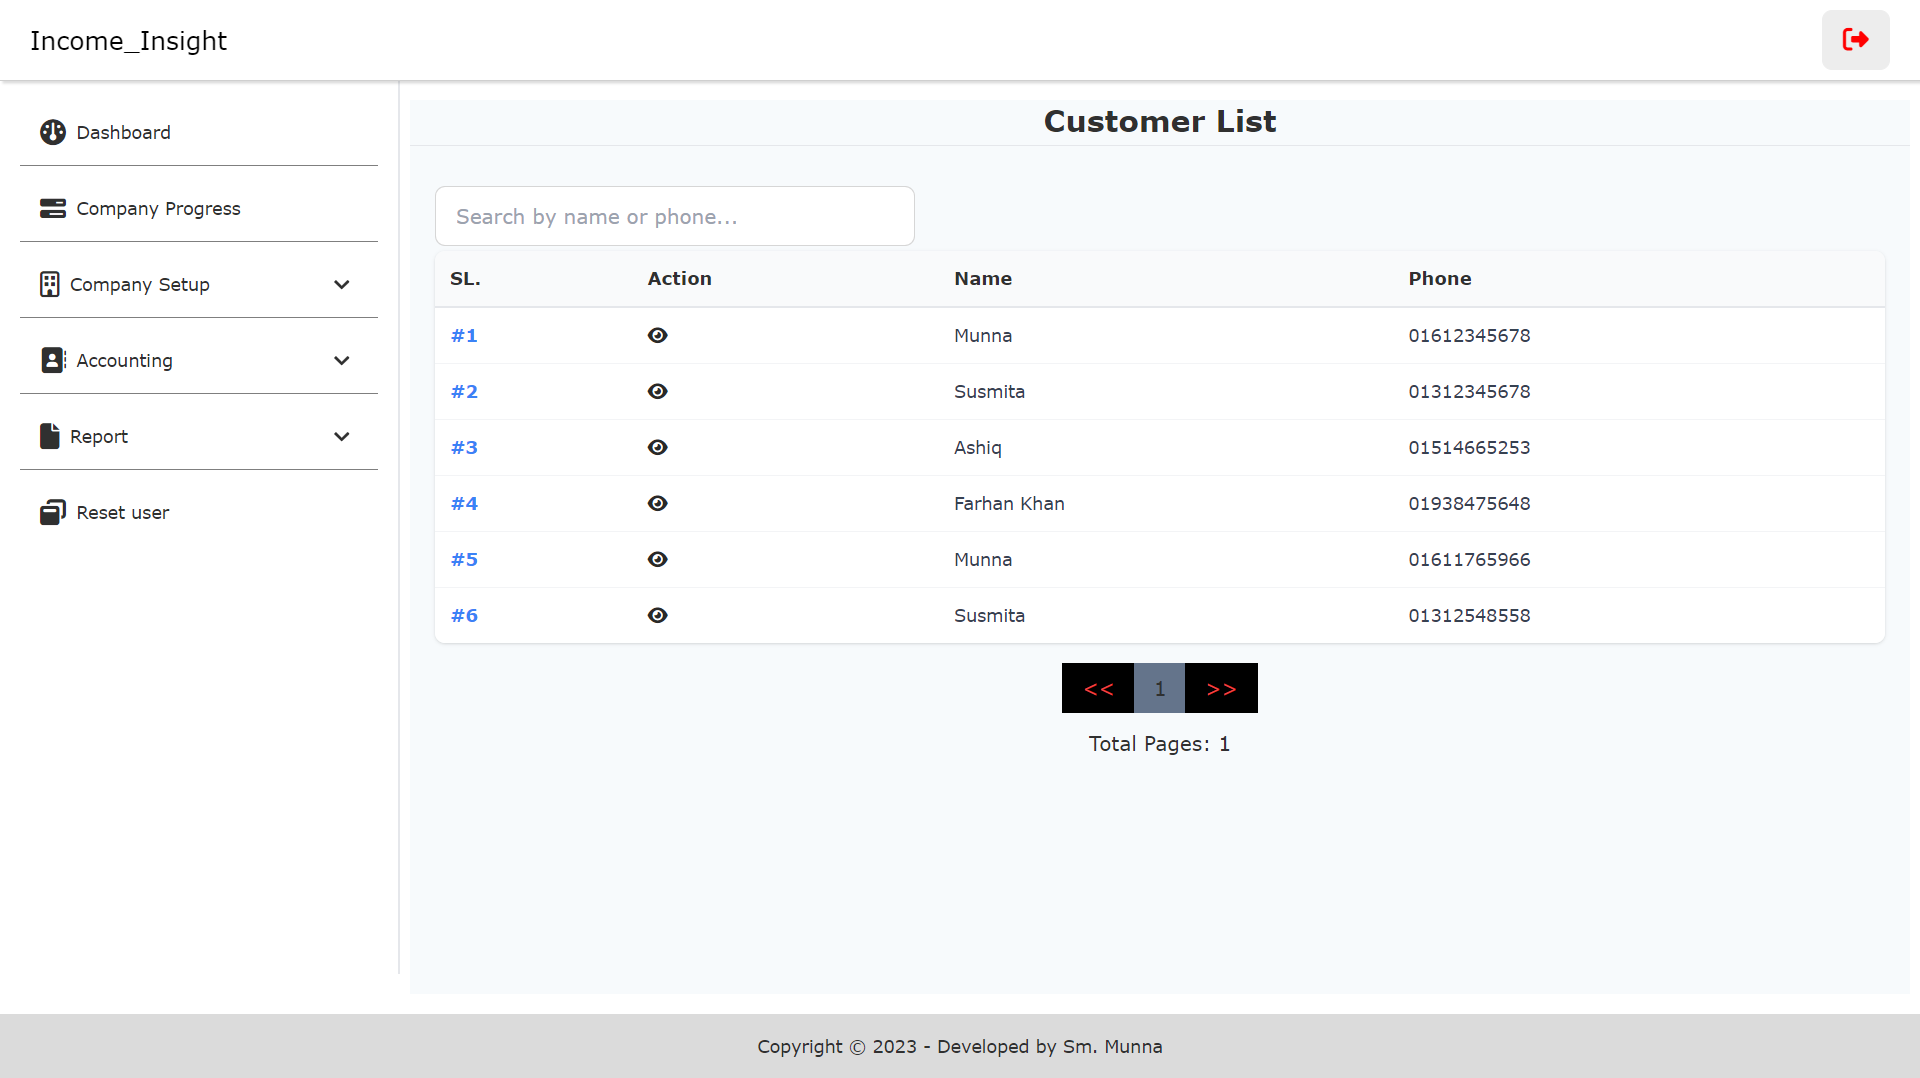 Income_Insight
Dashboard
Company Progress
Company Setup
Accounting
Report
Reset user
Customer List
Search by name or phone...
SL. Action Name Phone
#1 Munna 01612345678
#2 Susmita 01312345678
#3 Ashiq 01514665253
#4 Farhan Khan 01938475648
#5 Munna 01611765966
#6 Susmita 01312548558
<< 1 >>
Total Pages: 1
Copyright © 2023 - Developed by Sm. Munna